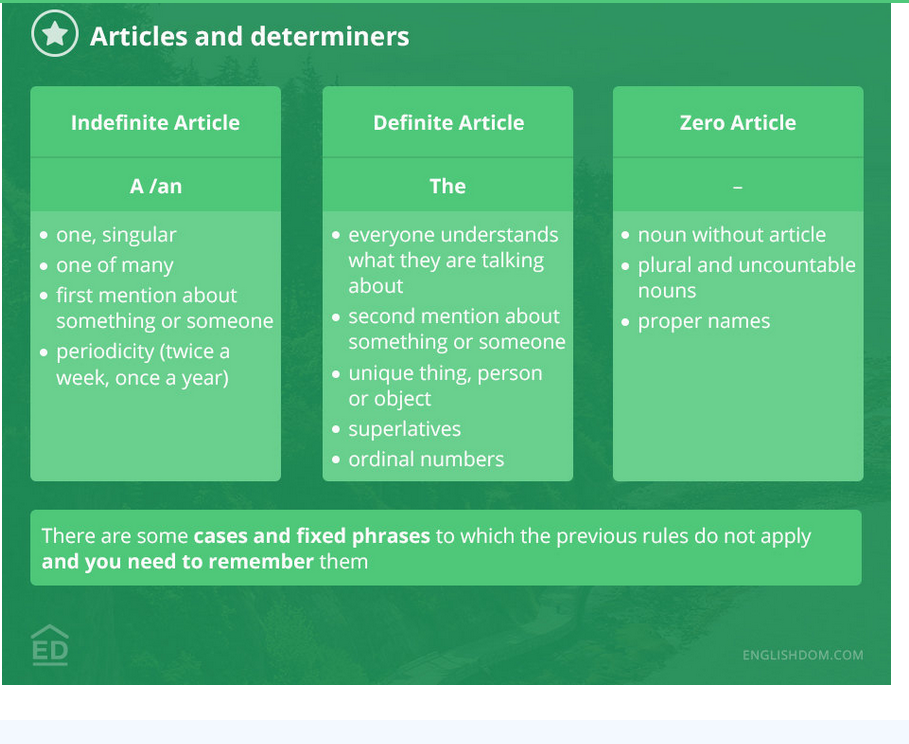 Articles and determiners
Indefinite Article
A /an
• one, singular
• one of many
• first mention about
something or someone
• periodicity (twice a
week, once a year)
Definite Article
The
• everyone understands
what they are talking
about
• second mention about
something or someone
• unique thing, person
or object
• superlatives
• ordinal numbers
Zero Article
–
• noun without article
• plural and uncountable
nouns
• proper names
There are some cases and fixed phrases to which the previous rules do not apply
and you need to remember them
ED
ENGLISHDOM.COM